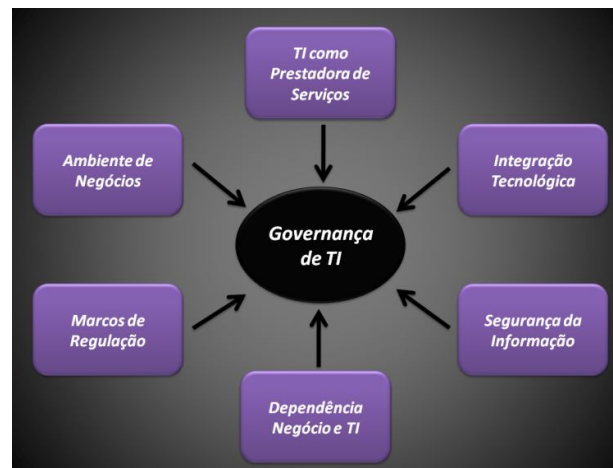 TI como
Prestadora de
Serviços
Ambiente de
Negócios
Integração
Tecnológica
Governança
de TI
Marcos de
Regulação
Segurança da
Informação
Dependência
Negócio e TI